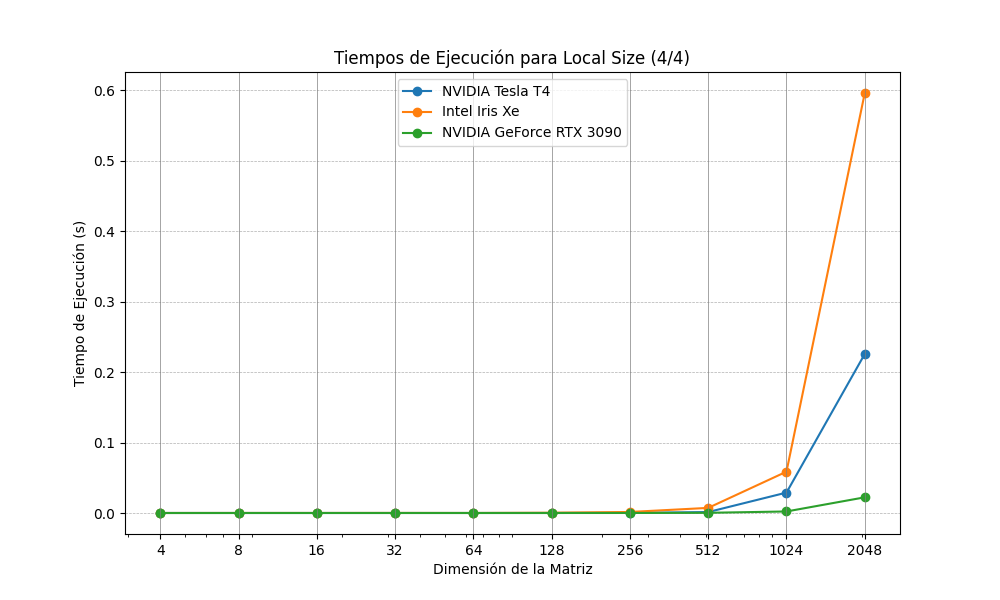 Tiempos de Ejecución para Local Size (4/4)
NVIDIA Tesla T4
Intel Iris Xe
NVIDIA GeForce RTX 3090
Tiempo de Ejecución (s)
0.6
0.5
0.4
0.3
0.2
0.1
0.0
4 8 16 32 64 128 256 512 1024 2048
Dimensión de la Matriz